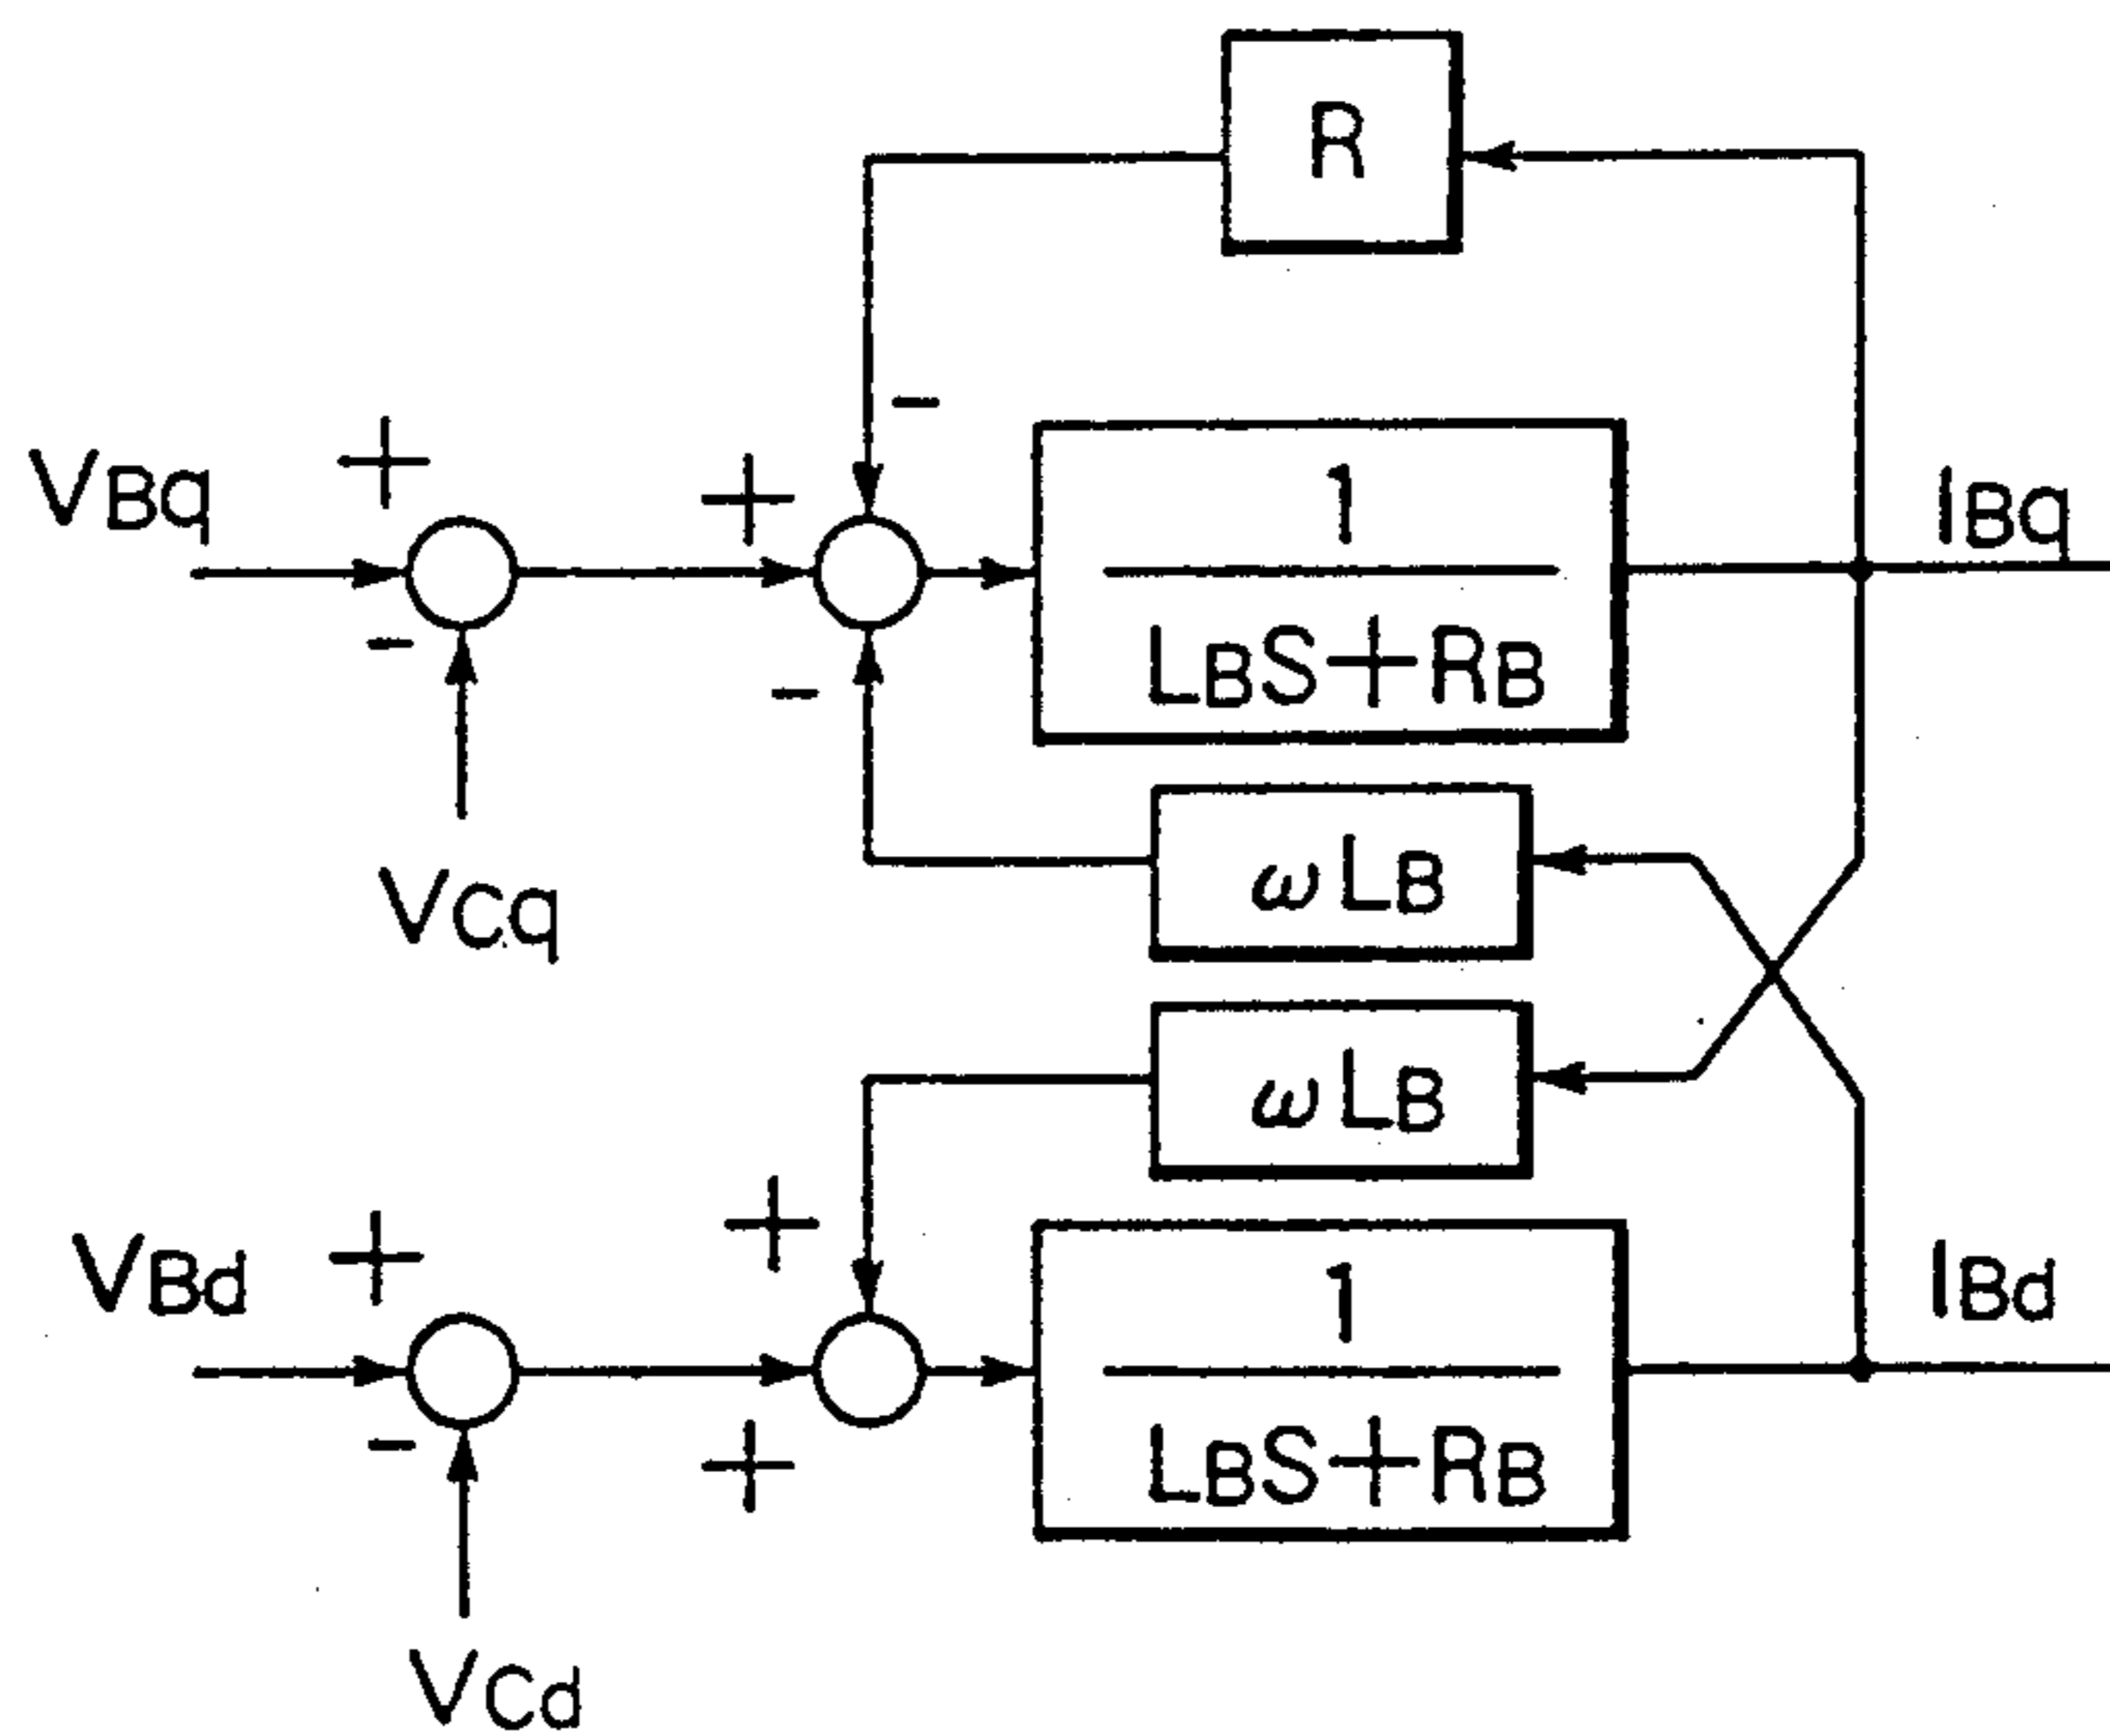 R
-
+
+
VBq
1
IBq
LBS+RB
-
-
ωLB
VCq
ωLB
+
+
VBd
1
IBd
LBS+RB
-
+
VCd